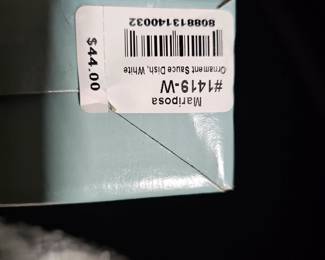 Mariposa
#1419-W
Ornament Sauce Dish, White
808813140032
$44.00